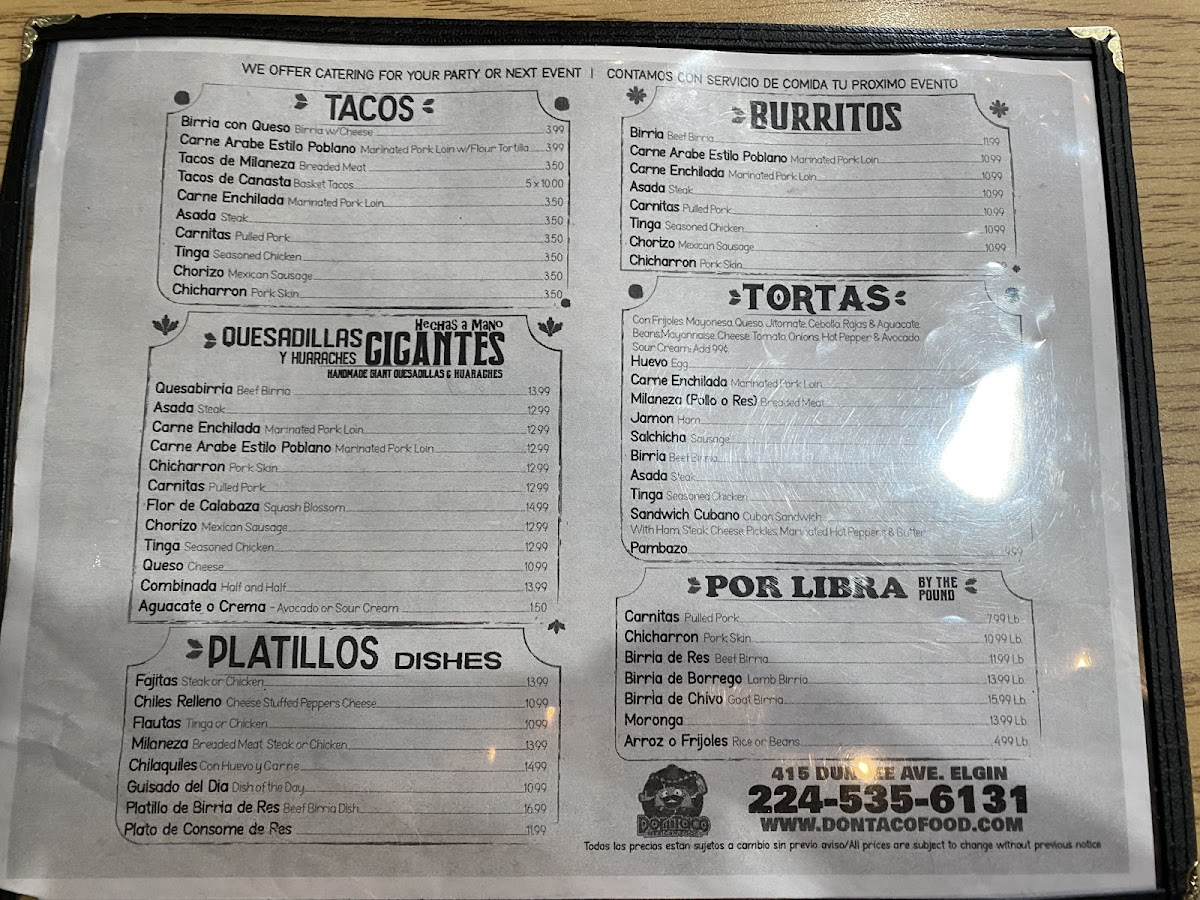 WE OFFER CATERING FOR YOUR PARTY OR NEXT EVENT | CONTAMOS CON SERVICIO DE COMIDA TU PROXIMO EVENTO
TACOS
Birria con Queso Birria w/Cheese 3.99
Carne Arabe Estilo Poblano Marinated Pork Loin w/Flour Tortilla 3.99
Tacos de Milaneza Breaded Meat 3.50
Tacos de Canasta Basket Tacos 5 x 10.00
Carne Enchilada Marinated Pork Loin 3.50
Asada Steak 3.50
Carnitas Pulled Pork 3.50
Tinga Seasoned Chicken 3.50
Chorizo Mexican Sausage 3.50
Chicharron Pork Skin 3.50
QUESADILLAS Y HUARACHES
HECHAS A MANO
GIGANTES
HANDMADE GIANT QUESADILLAS & HUARACHES
Quesabirria Beef Birria 13.99
Asada Steak 12.99
Carne Enchilada Marinated Pork Loin 12.99
Carne Arabe Estilo Poblano Marinated Pork Loin 12.99
Chicharron Pork Skin 12.99
Carnitas Pulled Pork 12.99
Flor de Calabaza Squash Blossom 14.99
Chorizo Mexican Sausage 12.99
Tinga Seasoned Chicken 12.99
Queso Cheese 10.99
Combinada Half and Half 13.99
Aguacate o Crema - Avocado or Sour Cream 1.50
PLATILLOS DISHES
Fajitas Steak or Chicken 13.99
Chiles Relleno Cheese Stuffed Peppers Cheese 10.99
Flautas Tinga or Chicken 10.99
Milaneza Breaded Meat Steak or Chicken 13.99
Chilaquiles Con Huevo y Carne 14.99
Guisado del Dia Dish of the Day 10.99
Platillo de Birria de Res Beef Birria Dish 16.99
Plato de Consome de Res 11.99
BURRITOS
Birria Beef Birria 11.99
Carne Arabe Estilo Poblano Marinated Pork Loin 10.99
Carne Enchilada Marinated Pork Loin 10.99
Asada Steak 10.99
Carnitas Pulled Pork 10.99
Tinga Seasoned Chicken 10.99
Chorizo Mexican Sausage 10.99
Chicharron Pork Skin
TORTAS
Con Frijoles Mayonesa, Queso, Jitomate, Cebolla, Rajas & Aguacate.
Beans, Mayonnaise, Cheese, Tomato, Onions, Hot Pepper & Avocado.
Sour Cream: Add 99¢
Huevo Egg
Carne Enchilada Marinated Pork Loin
Milaneza (Pollo o Res) Breaded Meat
Jamon Ham
Salchicha Sausage
Birria Beef Birria
Asada Steak
Tinga Seasoned Chicken
Sandwich Cubano Cuban Sandwich
With Ham, Steak, Cheese, Pickles, Marinated Hot Peppers & Butter
Pambazo 9.99
POR LIBRA BY THE POUND
Carnitas Pulled Pork 7.99 Lb.
Chicharron Pork Skin 10.99 Lb.
Birria de Res Beef Birria 11.99 Lb
Birria de Borrego Lamb Birria 13.99 Lb.
Birria de Chivo Goat Birria 15.99 Lb.
Moronga 13.99 Lb
Arroz o Frijoles Rice or Beans 4.99 Lb
DON TACO
415 AVE. ELGIN
224-535-6131
WWW.DONTACOFOOD.COM
Todos los precios estan sujetos a cambio sin previo aviso/All prices are subject to change without previous notice